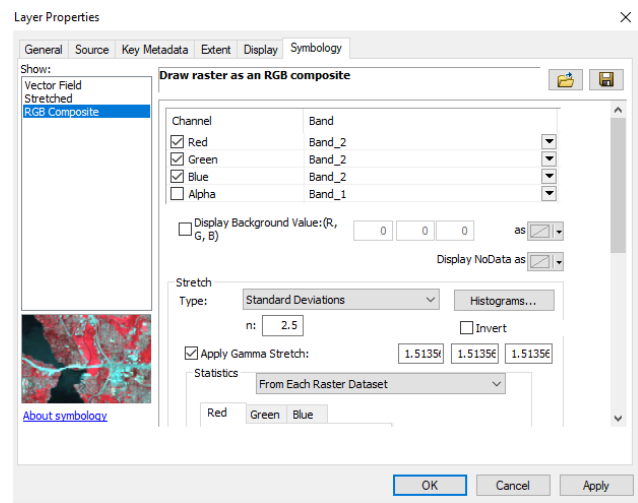 Layer Properties
General Source Key Metadata Extent Display Symbology
Show:
Vector Field
Stretched
RGB Composite
About symbology
Draw raster as an RGB composite
Channel Band
Red Band_2
Green Band_2
Blue Band_2
Alpha Band_1
Display Background Value:(R, G, B) 0 0 0 as
Display NoData as
Stretch
Type: Standard Deviations Histograms...
n: 2.5 Invert
Apply Gamma Stretch: 1.5135 1.5135 1.5135
Statistics
From Each Raster Dataset
Red Green Blue
OK Cancel Apply